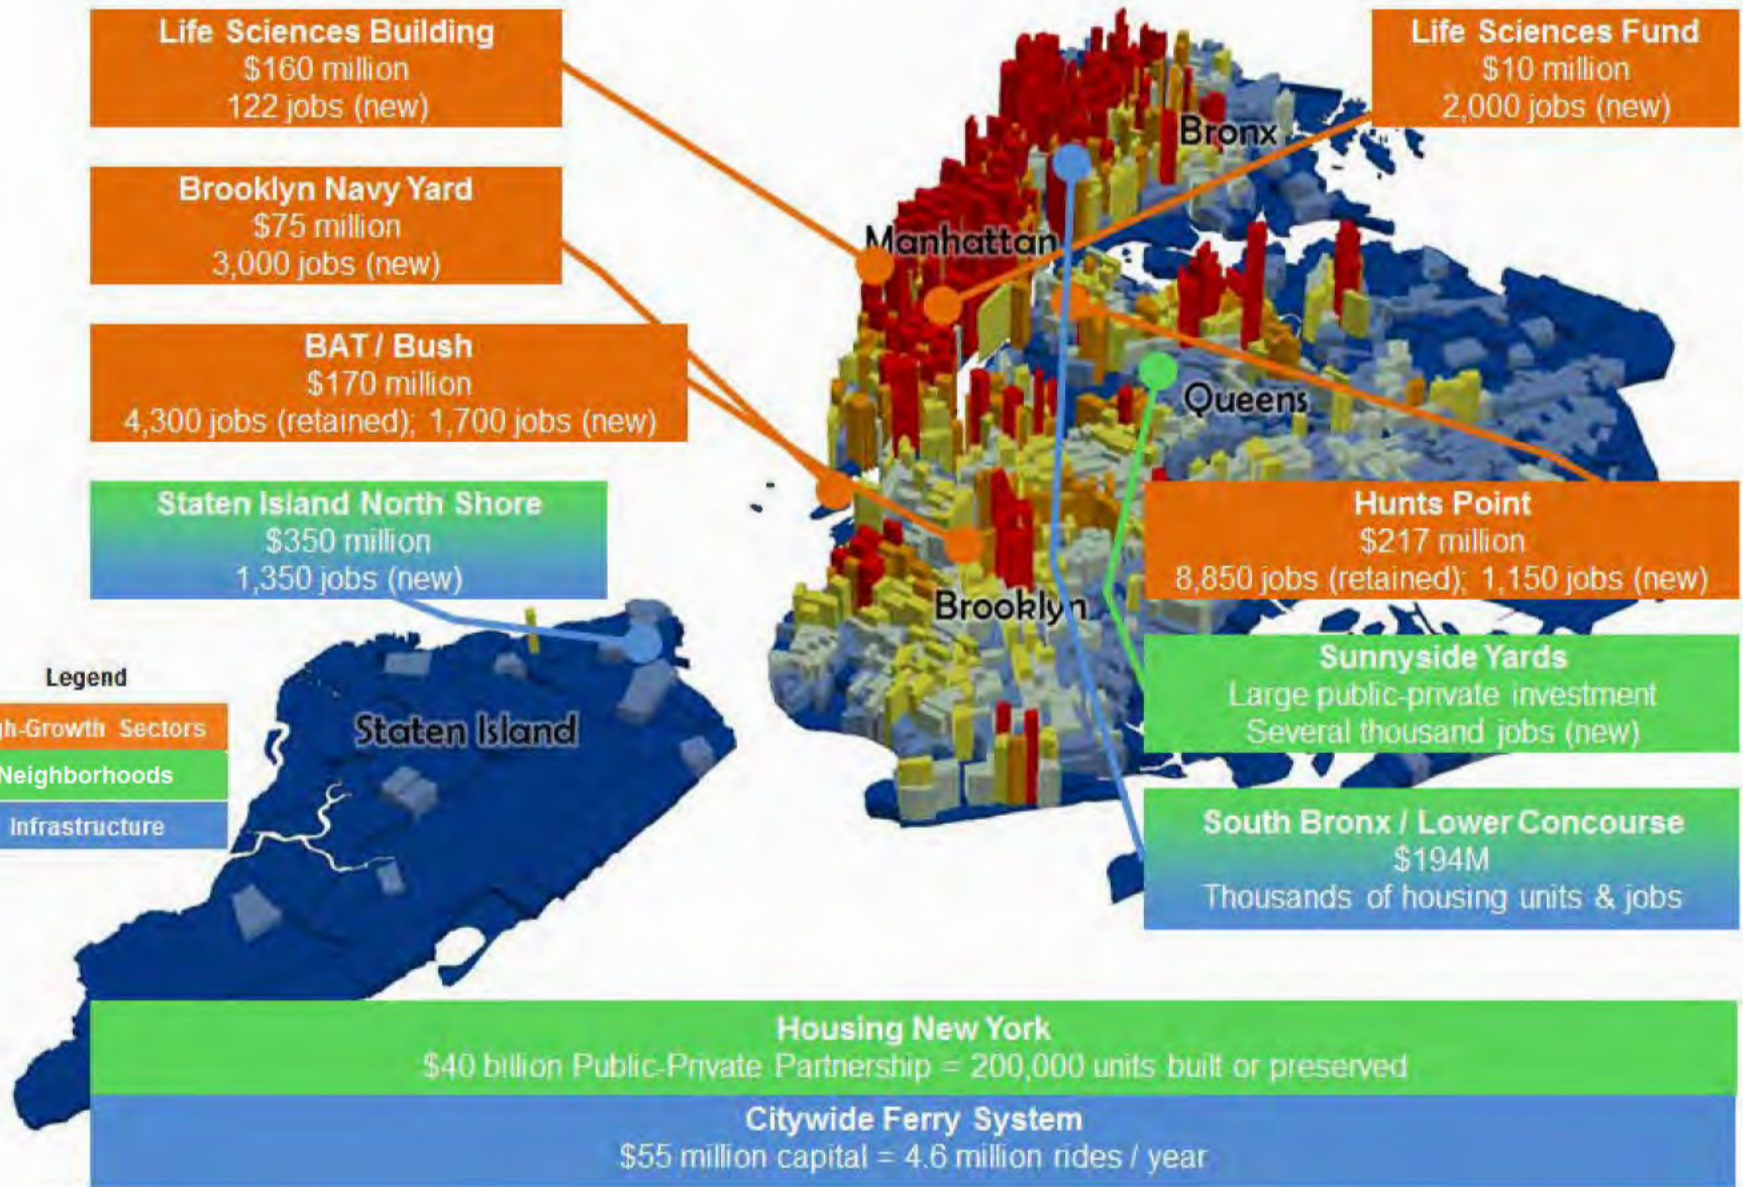 Life Sciences Building
$160 million
122 jobs (new)
Life Sciences Fund
$10 million
2,000 jobs (new)
Bronx
Brooklyn Navy Yard
$75 million
3,000 jobs (new)
Manhattan
BAT / Bush
$170 million
4,300 jobs (retained); 1,700 jobs (new)
Queens
Staten Island North Shore
$350 million
1,350 jobs (new)
Hunts Point
$217 million
8,850 jobs (retained); 1,150 jobs (new)
Brooklyn
Sunnyside Yards
Large public-private investment
Several thousand jobs (new)
Legend
gh-Growth Sectors
Neighborhoods
Infrastructure
Staten Island
South Bronx / Lower Concourse
$194M
Thousands of housing units & jobs
Housing New York
$40 billion Public-Private Partnership = 200,000 units built or preserved
Citywide Ferry System
$55 million capital = 4.6 million rides / year